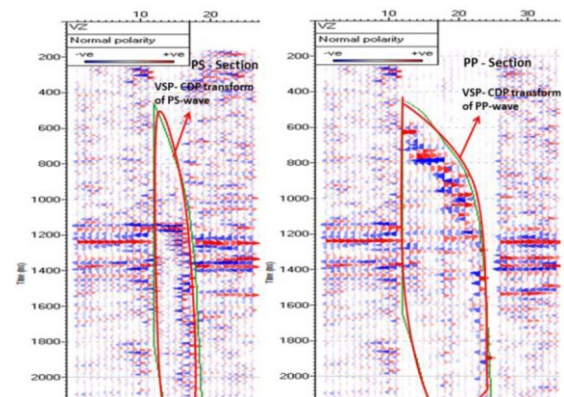 10 20
VZ
Normal polarity
-ve +ve
PS - Section
VSP- CDP transform
of PS-wave
200
400
600
800
1000
1200
1400
1600
1800
2000
10 20 30
VZ
Normal polarity
-ve +ve
PP - Section
VSP- CDP transform
of PP-wave
200
400
600
800
1000
1200
1400
1600
1800
2000